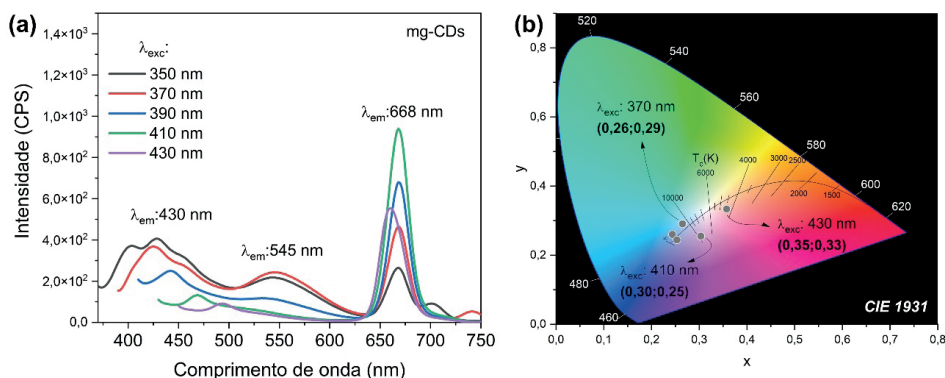 (a)
mg-CDs
λexc:
350 nm
370 nm
390 nm
410 nm
430 nm
λem:668 nm
λem:430 nm
λem:545 nm
1,4×10³
1,2×10³
1,0×10³
8,0×10²
6,0×10²
4,0×10²
2,0×10²
0,0
Intensidade (CPS)
400 450 500 550 600 650 700 750
Comprimento de onda (nm)
(b)
520
540
560
580
600
620
480
460
λexc: 370 nm
(0,26;0,29)
Tc(K)
10000
6000
4000
3000
2500
2000
1500
λexc: 430 nm
(0,35;0,33)
λexc: 410 nm
(0,30;0,25)
CIE 1931
0,8
0,6
0,4
0,2
0,0
y
0,0 0,1 0,2 0,3 0,4 0,5 0,6 0,7 0,8
x